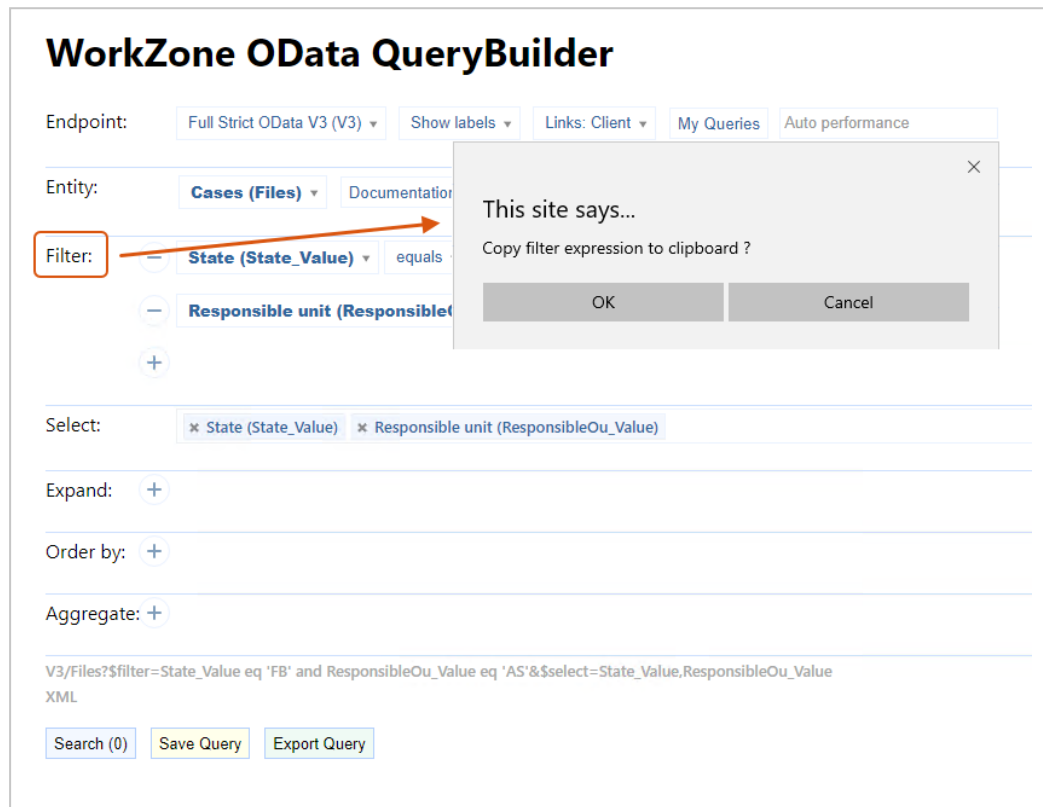 WorkZone OData QueryBuilder
Endpoint: Full Strict OData V3 (V3) Show labels Links: Client My Queries Auto performance
Entity: Cases (Files) Documentation
This site says...
Copy filter expression to clipboard ?
OK Cancel
Filter: State (State_Value) equals
Responsible unit (Responsible
Select: State (State_Value) Responsible unit (ResponsibleOu_Value)
Expand:
Order by:
Aggregate:
V3/Files?$filter=State_Value eq 'FB' and ResponsibleOu_Value eq 'AS'&$select=State_Value,ResponsibleOu_Value
XML
Search (0) Save Query Export Query